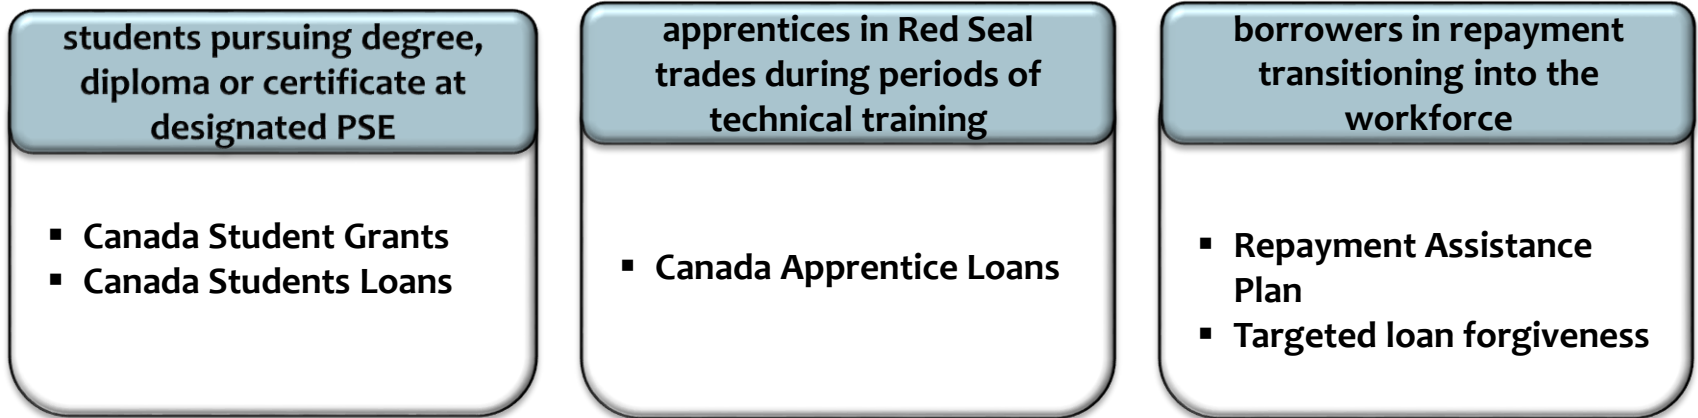 students pursuing degree,
diploma or certificate at
designated PSE
▪ Canada Student Grants
▪ Canada Students Loans
apprentices in Red Seal
trades during periods of
technical training
▪ Canada Apprentice Loans
borrowers in repayment
transitioning into the
workforce
▪ Repayment Assistance
Plan
▪ Targeted loan forgiveness